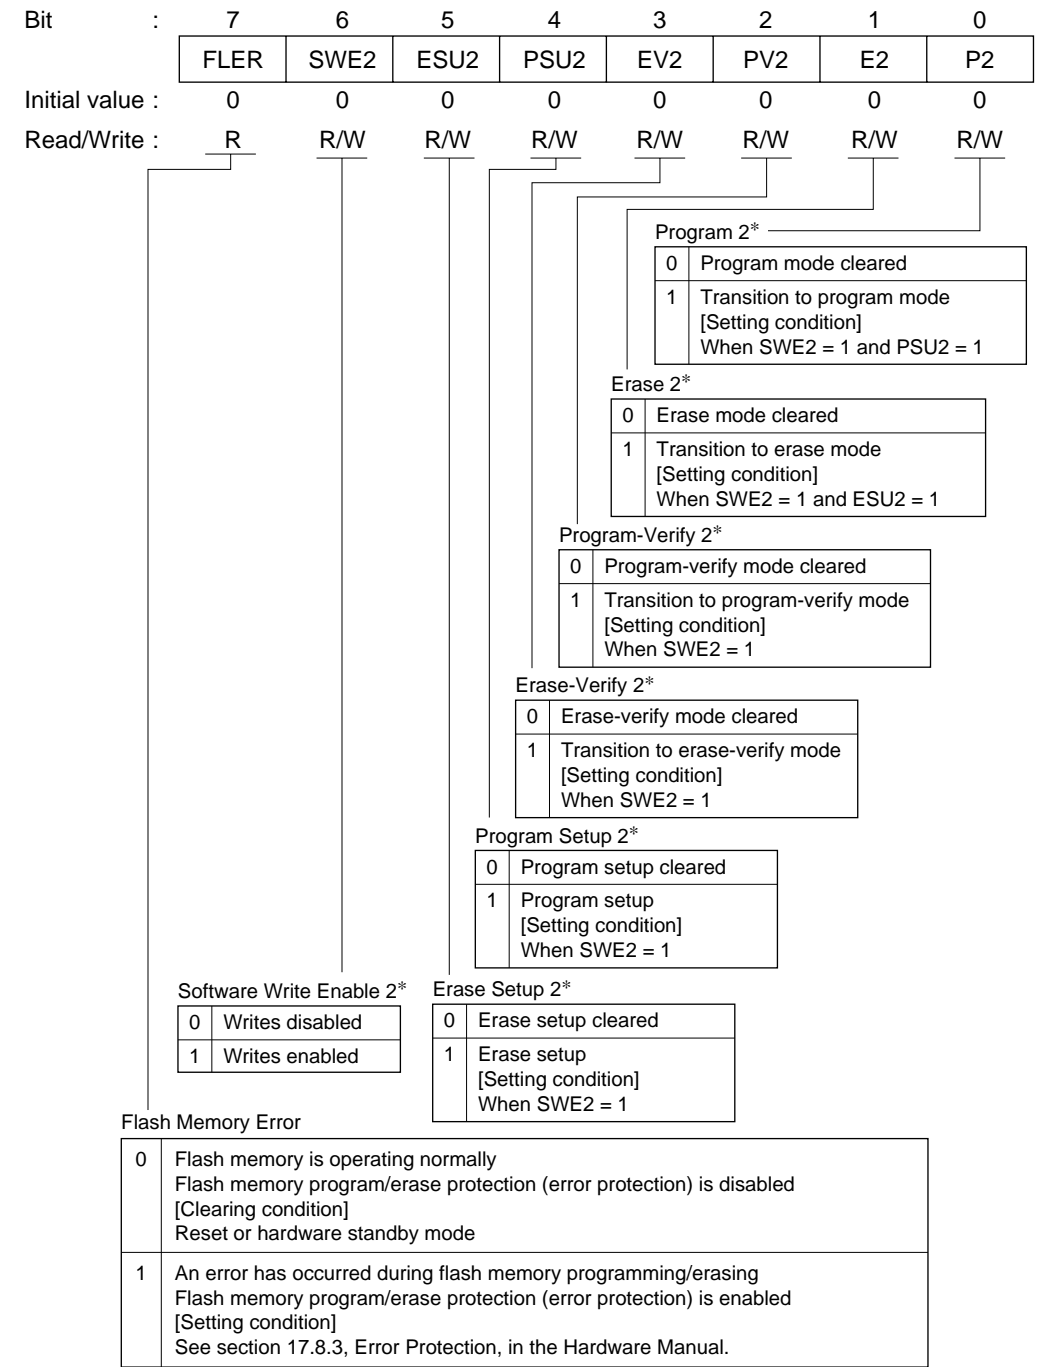 Bit : 7 6 5 4 3 2 1 0
FLER SWE2 ESU2 PSU2 EV2 PV2 E2 P2
Initial value : 0 0 0 0 0 0 0 0
Read/Write : R R/W R/W R/W R/W R/W R/W R/W
Program 2*
0 Program mode cleared
1 Transition to program mode
[Setting condition]
When SWE2 = 1 and PSU2 = 1
Erase 2*
0 Erase mode cleared
1 Transition to erase mode
[Setting condition]
When SWE2 = 1 and ESU2 = 1
Program-Verify 2*
0 Program-verify mode cleared
1 Transition to program-verify mode
[Setting condition]
When SWE2 = 1
Erase-Verify 2*
0 Erase-verify mode cleared
1 Transition to erase-verify mode
[Setting condition]
When SWE2 = 1
Program Setup 2*
0 Program setup cleared
1 Program setup
[Setting condition]
When SWE2 = 1
Software Write Enable 2*
0 Writes disabled
1 Writes enabled
Erase Setup 2*
0 Erase setup cleared
1 Erase setup
[Setting condition]
When SWE2 = 1
Flash Memory Error
0 Flash memory is operating normally
Flash memory program/erase protection (error protection) is disabled
[Clearing condition]
Reset or hardware standby mode
1 An error has occurred during flash memory programming/erasing
Flash memory program/erase protection (error protection) is enabled
[Setting condition]
See section 17.8.3, Error Protection, in the Hardware Manual.